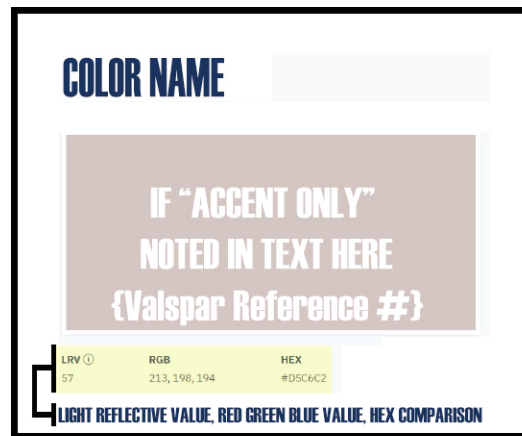 COLOR NAME
IF “ACCENT ONLY”
NOTED IN TEXT HERE
{Valspar Reference #}
LRV ⓘ RGB HEX
57 213, 198, 194 #D5C6C2
LIGHT REFLECTIVE VALUE, RED GREEN BLUE VALUE, HEX COMPARISON